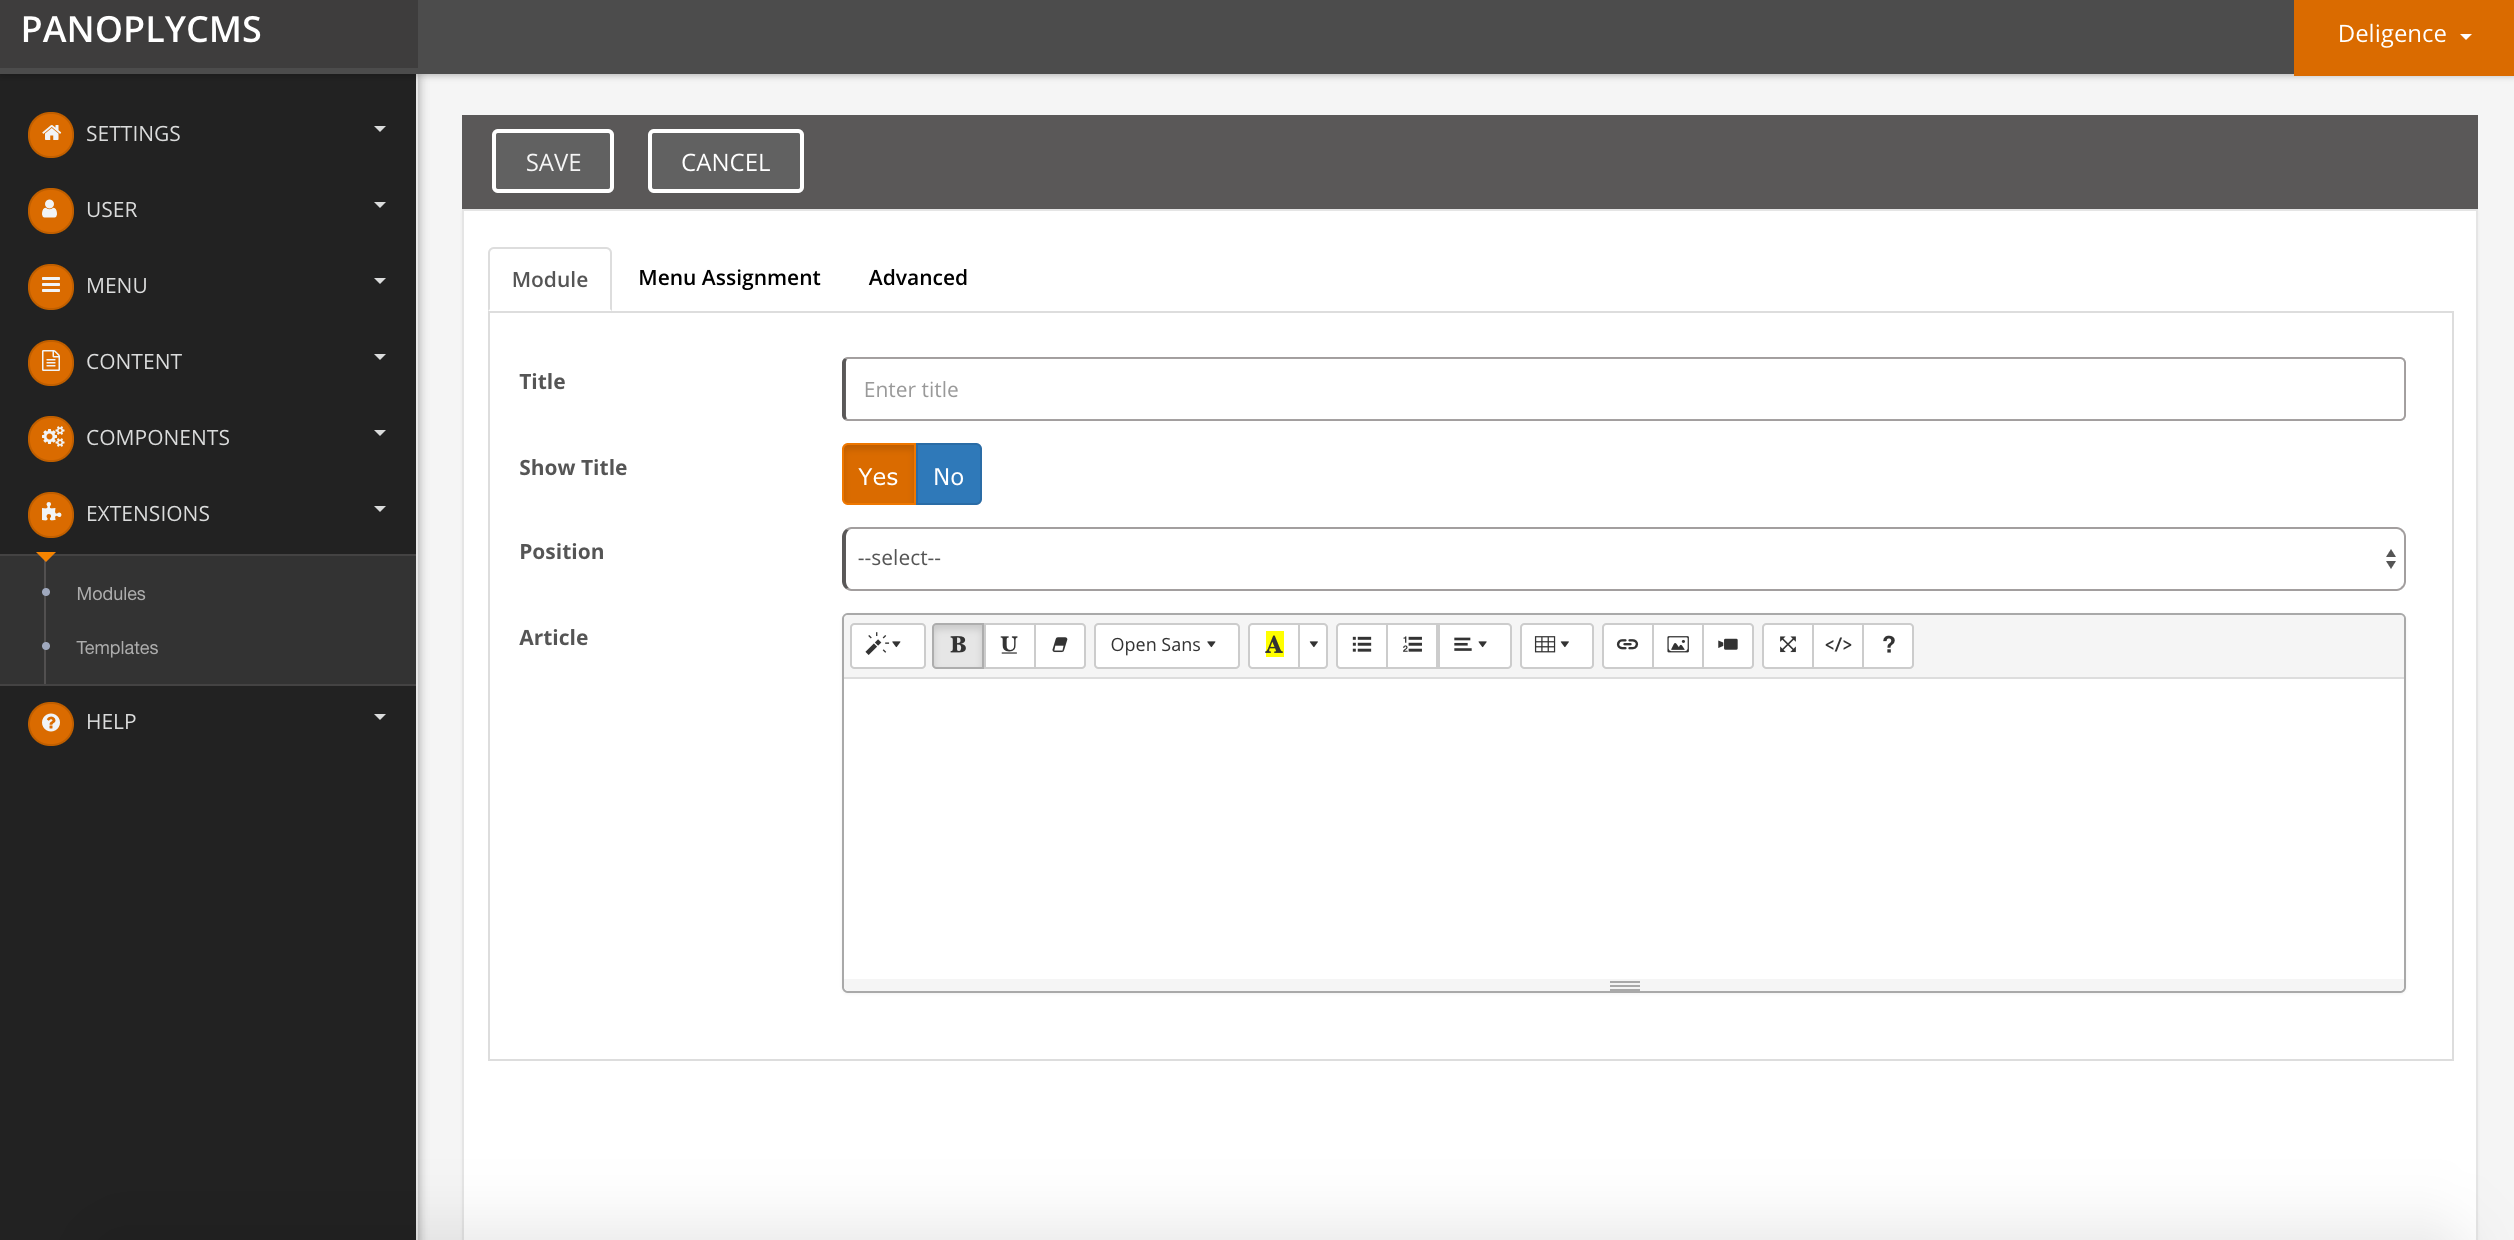 PANOPLYCMS
Deligence
SETTINGS
USER
MENU
CONTENT
COMPONENTS
EXTENSIONS
Modules
Templates
HELP
SAVE CANCEL
Module Menu Assignment Advanced
Title Enter title
Show Title Yes No
Position --select--
Article B U Open Sans A </> ?